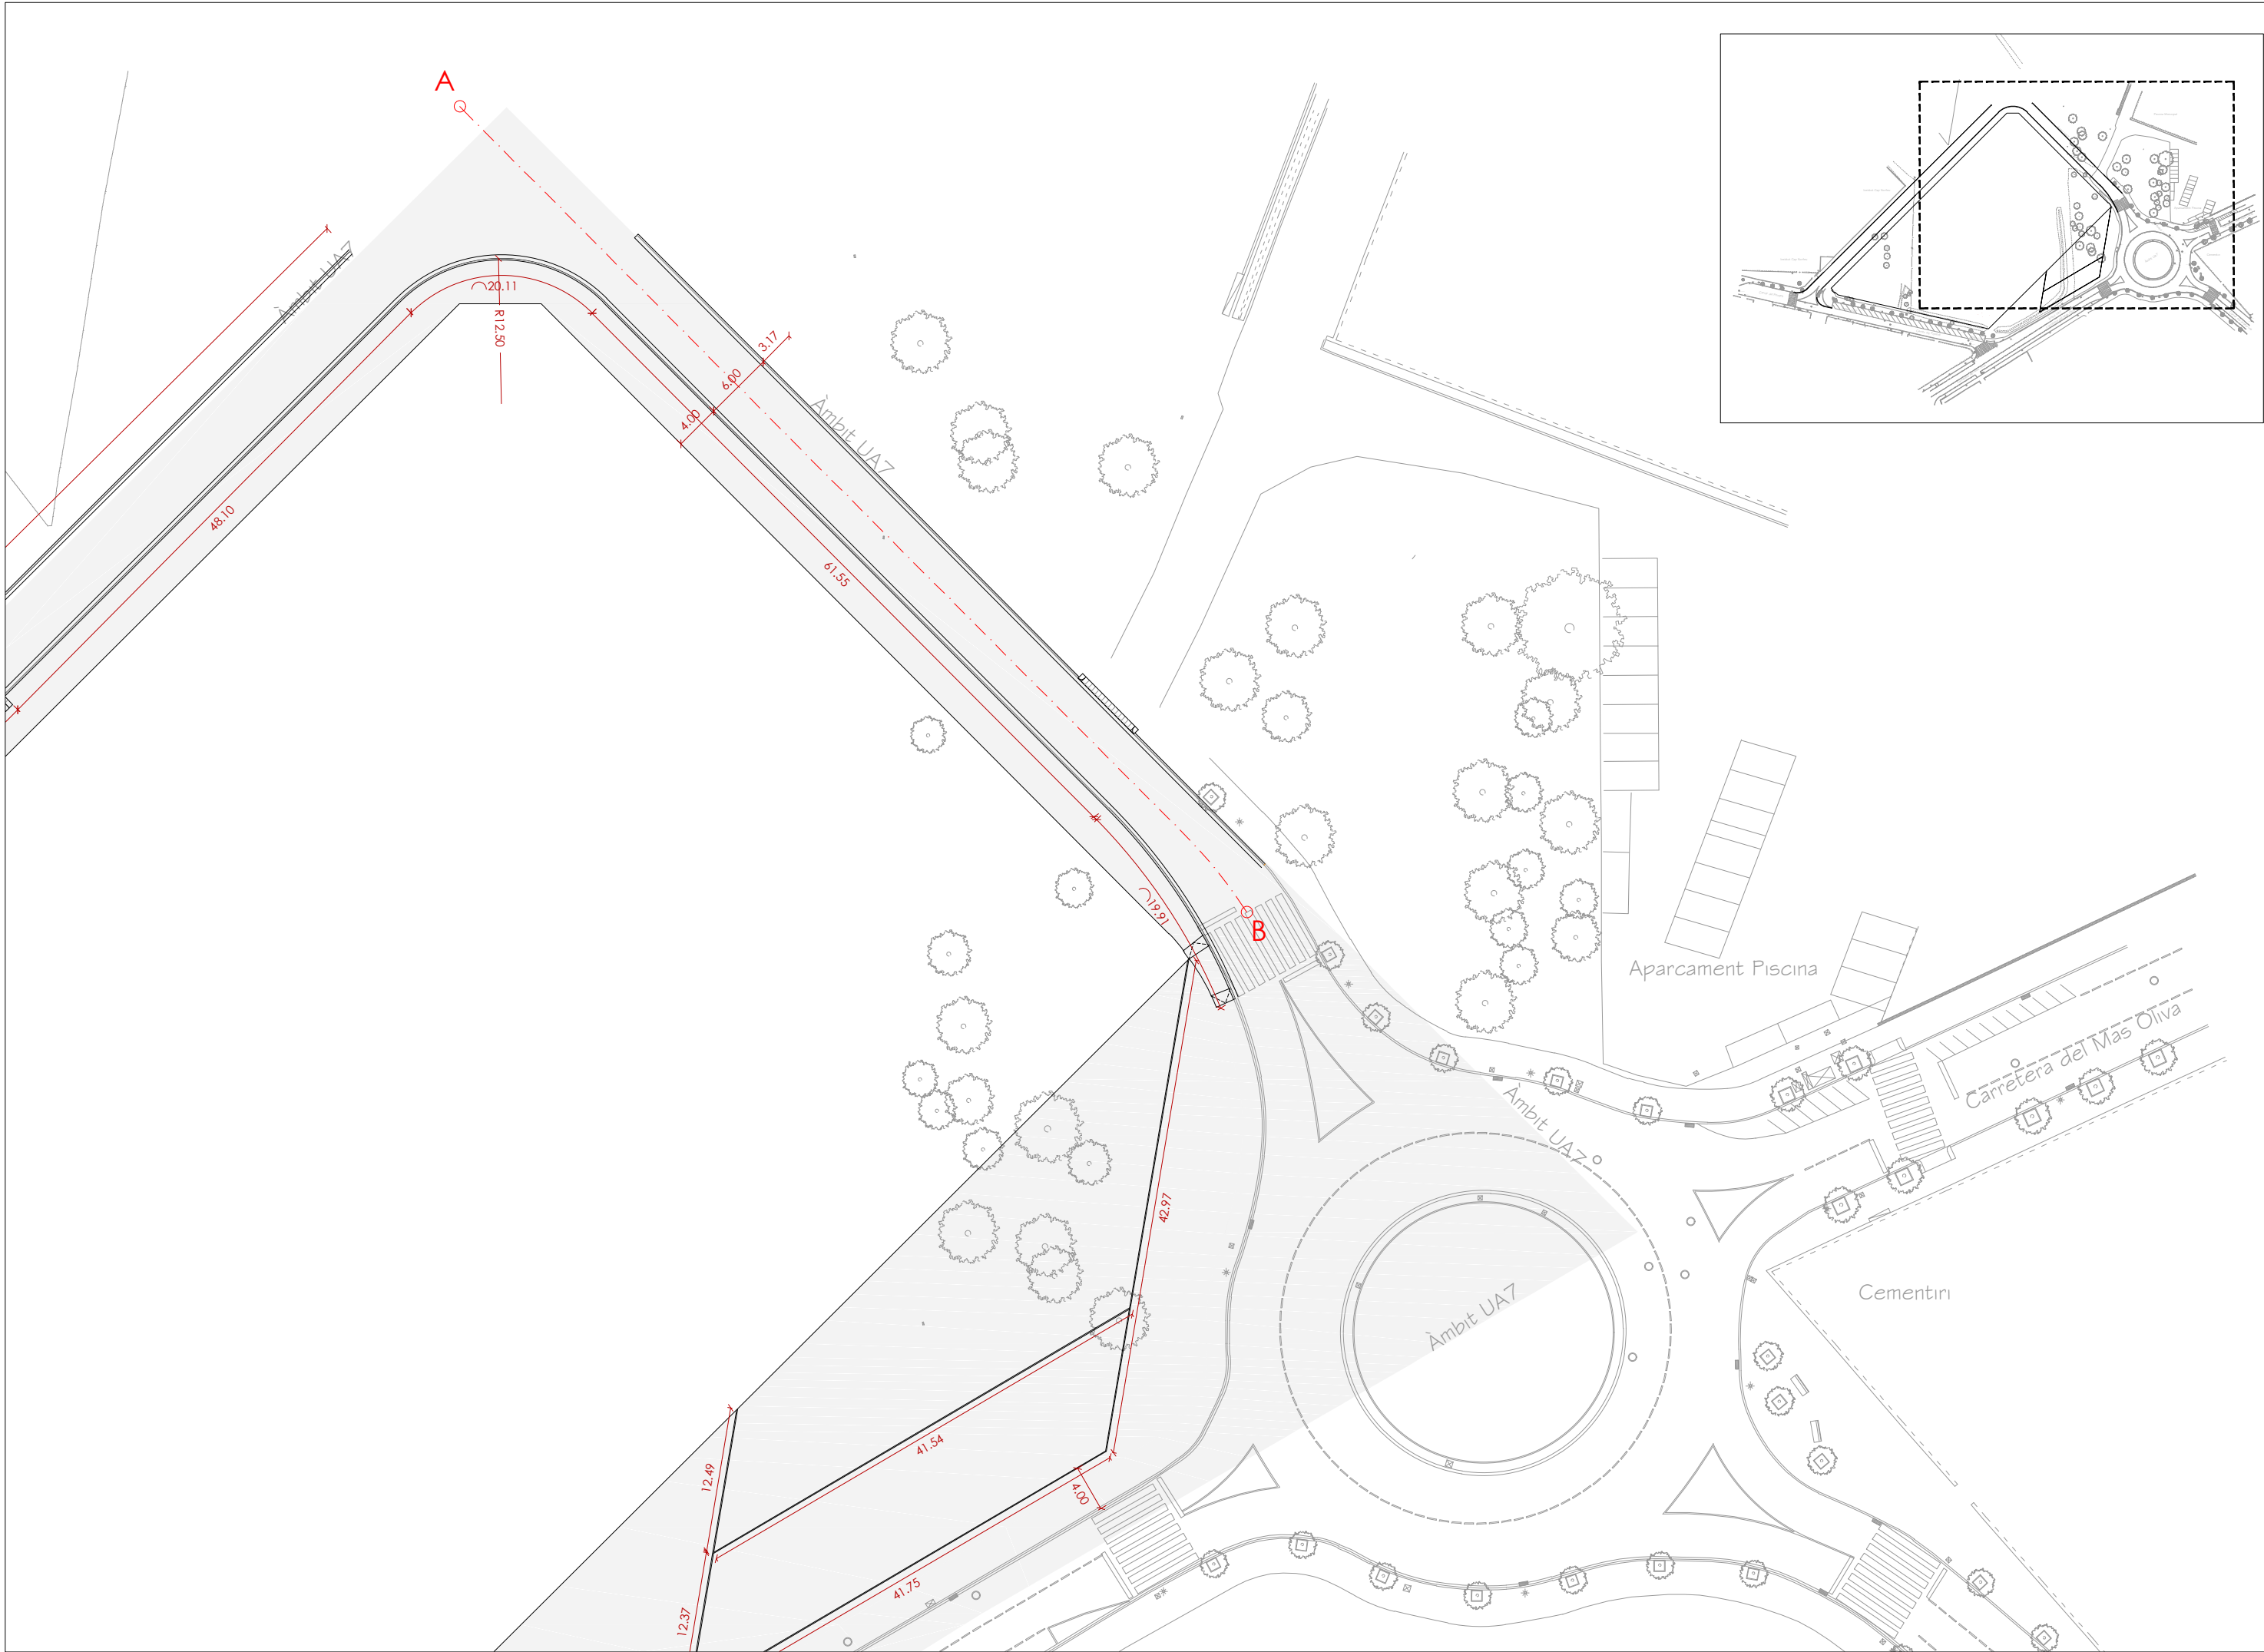 A
Àmbit UA7
20.11
R12.50
3.17
6.00
4.00
Àmbit UA7
48.10
61.55
19.91
B
Aparcament Piscina
Carretera del Mas Oliva
Àmbit UA7
42.97
Cementiri
Àmbit UA7
41.54
12.49
4.00
41.75
12.37